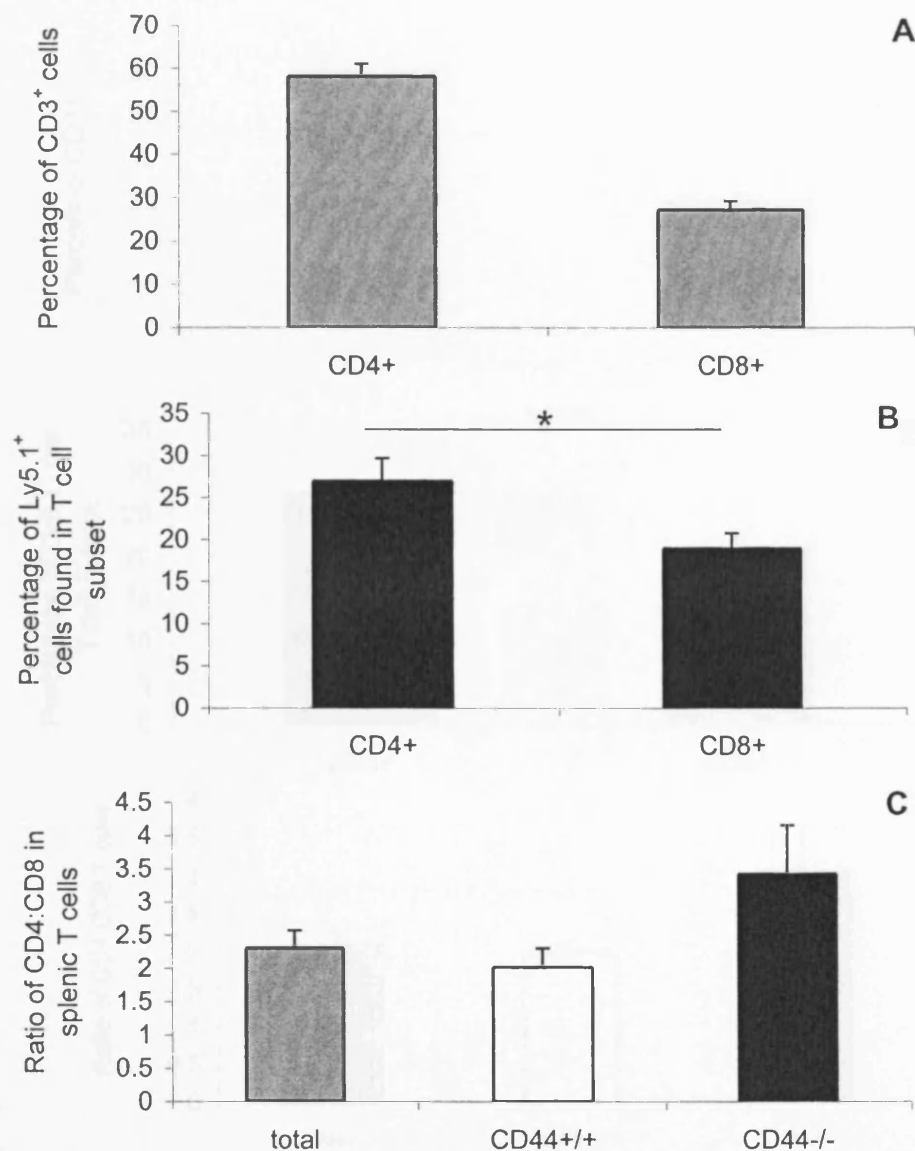 A
Percentage of CD3⁺ cells
70
60
50
40
30
20
10
0
CD4+ CD8+
B
Percentage of Ly5.1⁺
cells found in T cell
subset
35
30
25
20
15
10
5
0
*
CD4+ CD8+
C
Ratio of CD4:CD8 in
splenic T cells
4.5
4
3.5
3
2.5
2
1.5
1
0.5
0
total CD44+/+ CD44-/-